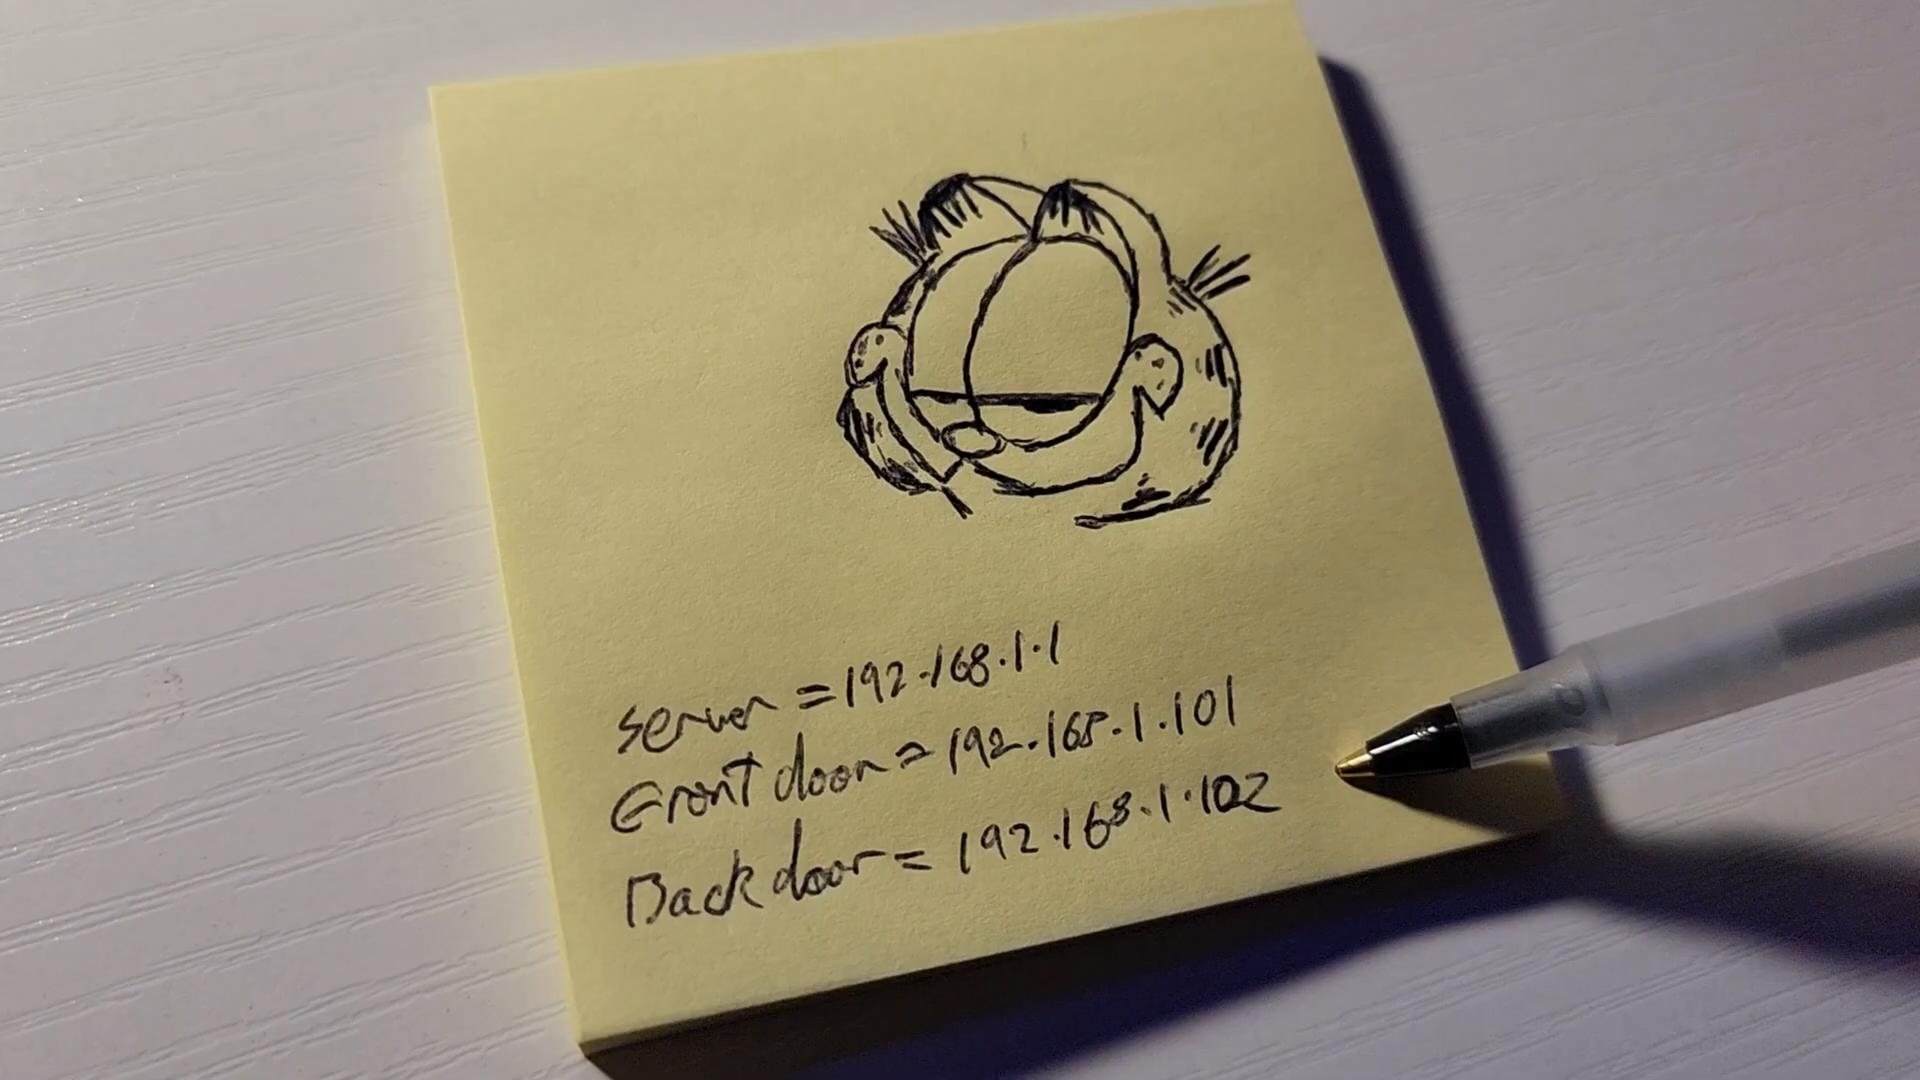 server = 192.168.1.1
Front door = 192.168.1.101
Back door = 192.168.1.102